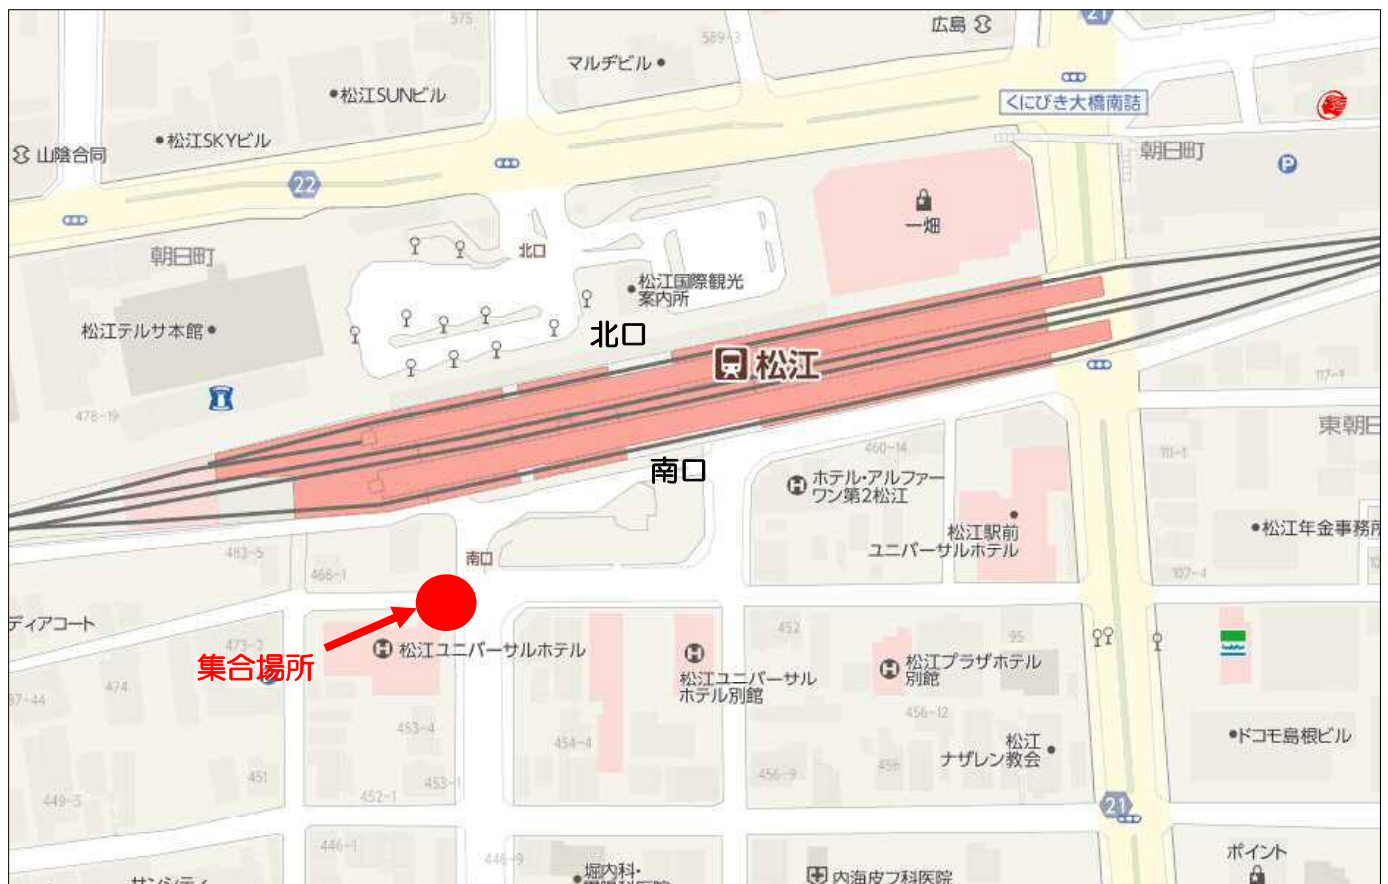 575
広島
21
589-3
マルヂビル
松江SUNビル
くにびき大橋南詰
松江SKYビル
山陰合同
朝日町
P
22
一畑
朝日町
北口
松江国際観光
案内所
松江テルサ本館
北口
松江
117-1
478-19
東朝日
460-14
111-1
南口
H ホテル・アルファー
ワン第2松江
松江駅前
ユニバーサルホテル
松江年金事務所
483-5
南口
466-1
107-4
ディアコート
452
95
473-2
H 松江ユニバーサルホテル
H
集合場所
H 松江プラザホテル
別館
松江ユニバーサル
ホテル別館
FamilyMart
474
37-44
453-4
456-12
454-4
松江
ナザレン教会
456
ドコモ島根ビル
451
453-1
456-9
452-1
449-5
21
446-1
446-9
ポイント
サンシティ
堀内科・
内海皮フ科医院